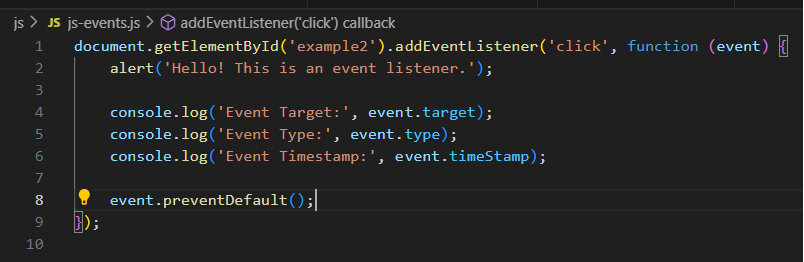 js > JS js-events.js > addEventListener('click') callback
1 document.getElementById('example2').addEventListener('click', function (event) {
2     alert('Hello! This is an event listener.');
3
4     console.log('Event Target:', event.target);
5     console.log('Event Type:', event.type);
6     console.log('Event Timestamp:', event.timeStamp);
7
8     event.preventDefault();
9 });
10